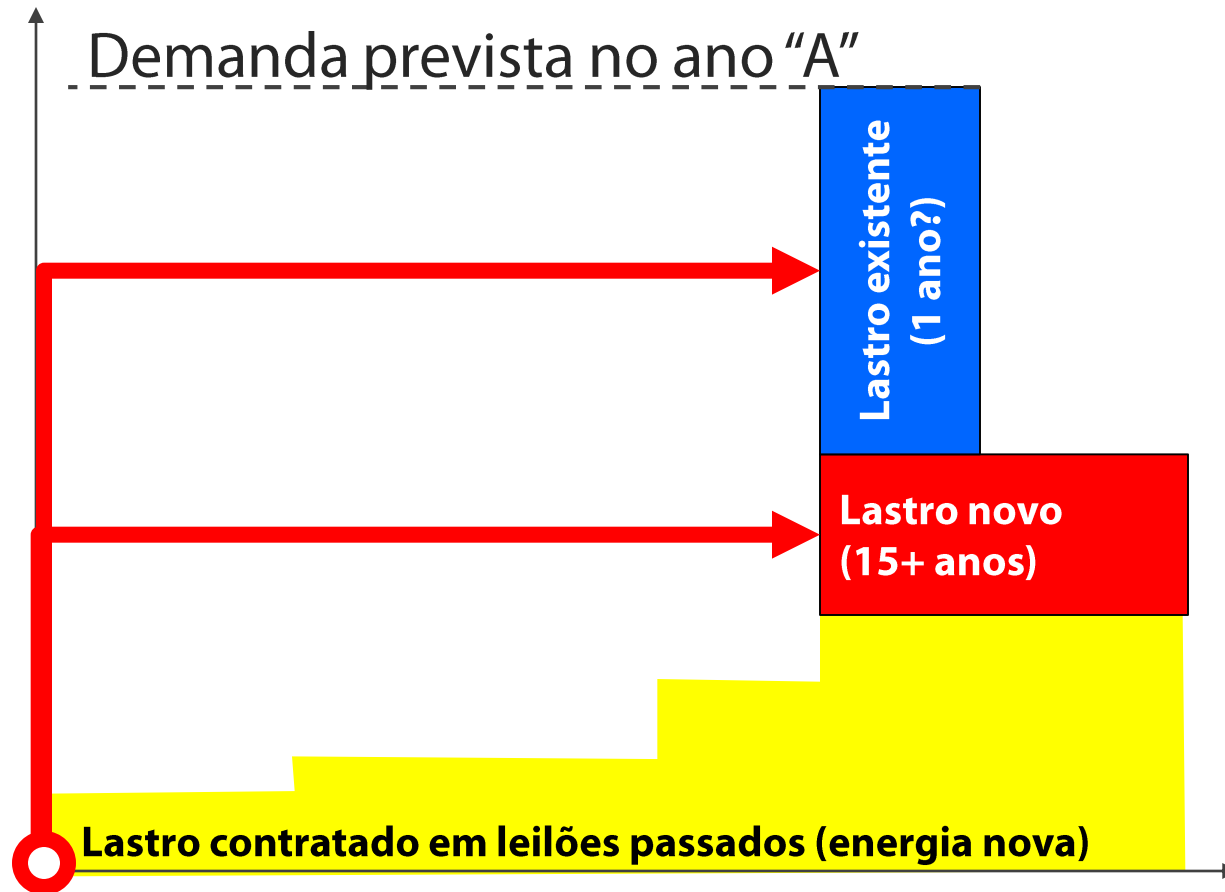 Demanda prevista no ano “A”
Lastro existente
(1 ano?)
Lastro novo
(15+ anos)
Lastro contratado em leilões passados (energia nova)